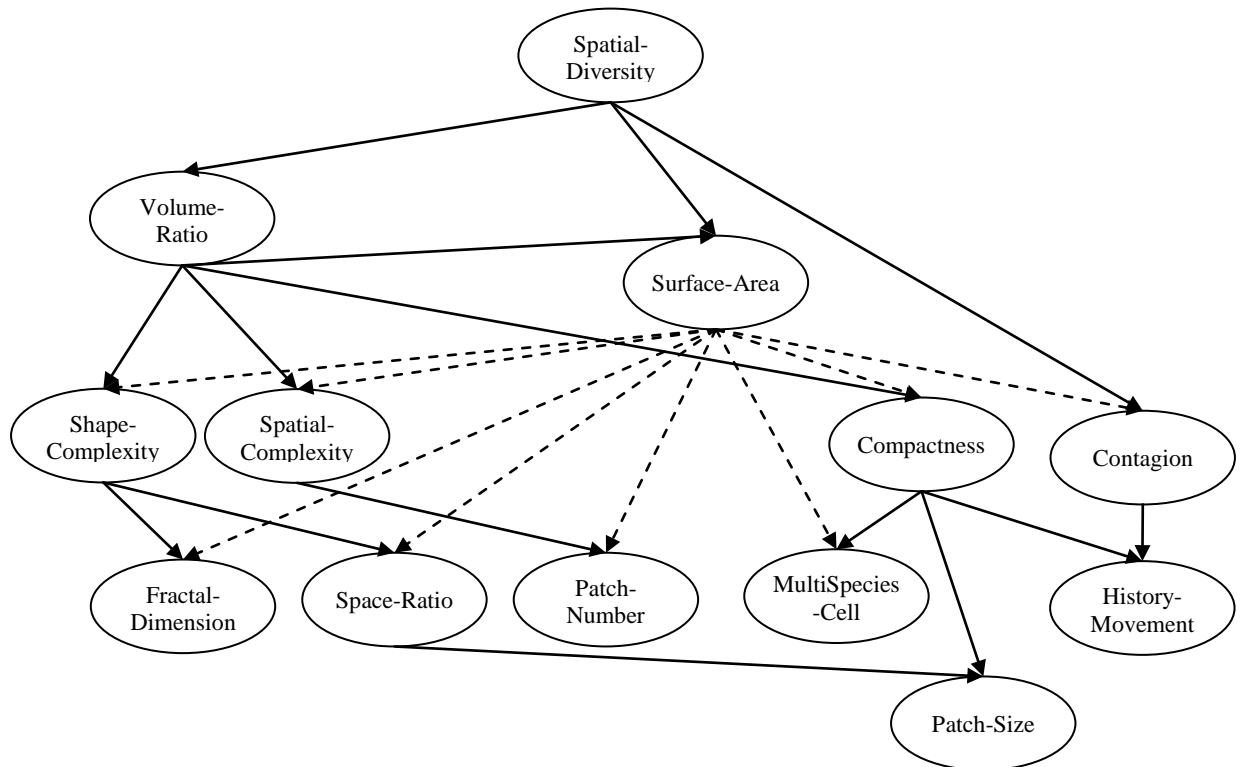 Spatial-
Diversity
Volume-
Ratio
Surface-Area
Shape-
Complexity
Spatial-
Complexity
Compactness
Contagion
Fractal-
Dimension
Space-Ratio
Patch-
Number
MultiSpecies
-Cell
History-
Movement
Patch-Size